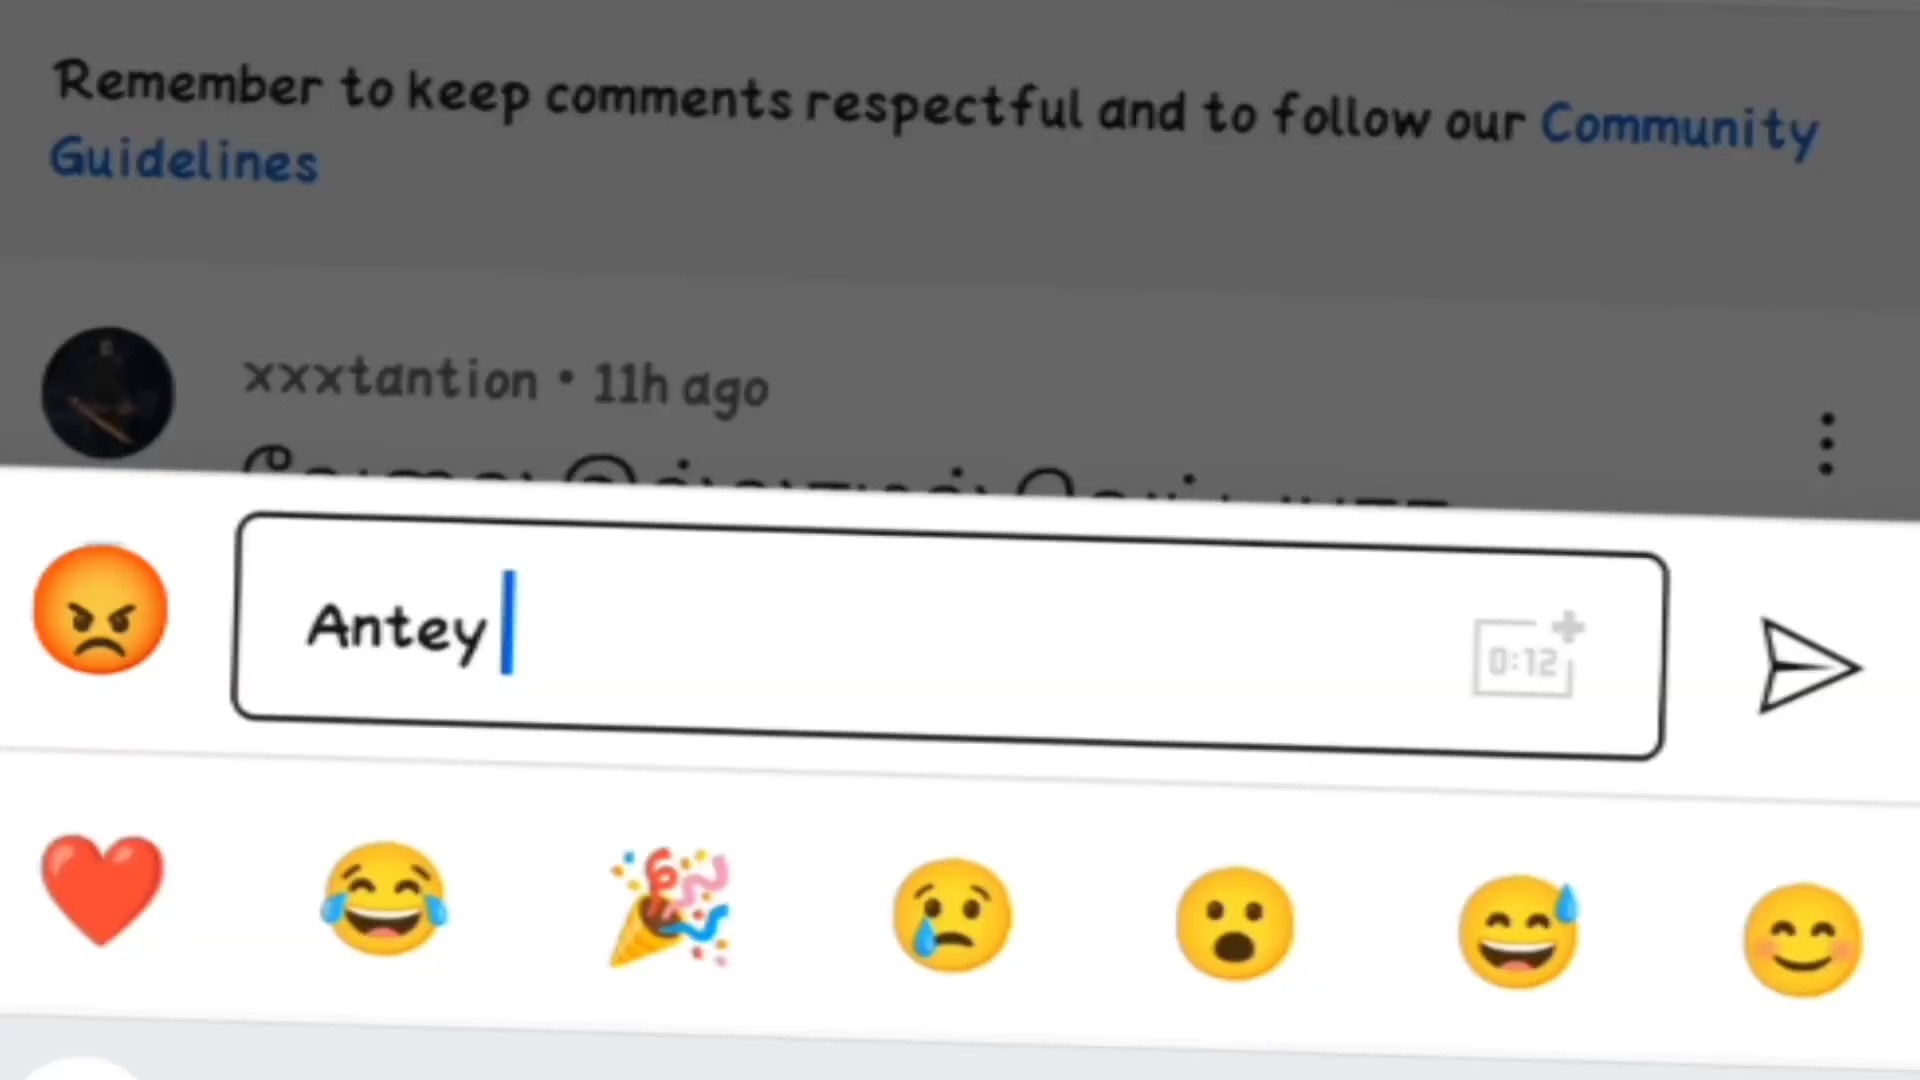 Remember to keep comments respectful and to follow our Community
Guidelines
xxxtantion • 11h ago
Antey
0:12